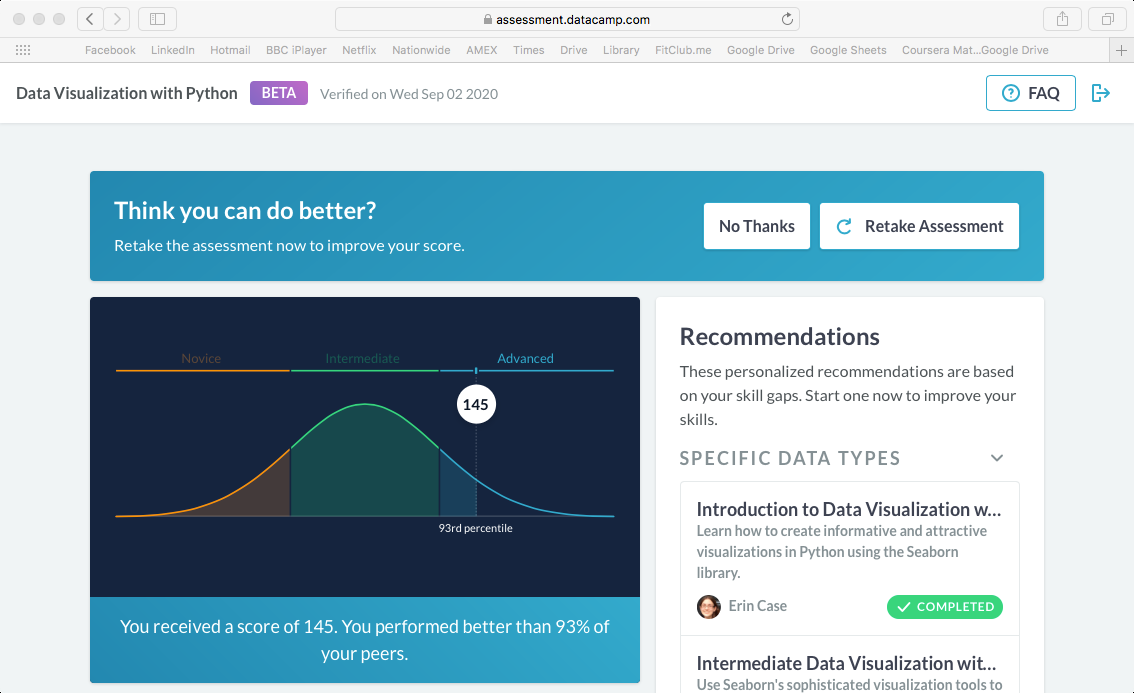 assessment.datacamp.com
Facebook LinkedIn Hotmail BBC iPlayer Netflix Nationwide AMEX Times Drive Library FitClub.me Google Drive Google Sheets Coursera Mat...Google Drive
Data Visualization with Python BETA Verified on Wed Sep 02 2020
? FAQ
Think you can do better?
Retake the assessment now to improve your score.
No Thanks
Retake Assessment
Novice Intermediate Advanced
145
93rd percentile
You received a score of 145. You performed better than 93% of
your peers.
Recommendations
These personalized recommendations are based
on your skill gaps. Start one now to improve your
skills.
SPECIFIC DATA TYPES
Introduction to Data Visualization w...
Learn how to create informative and attractive
visualizations in Python using the Seaborn
library.
Erin Case
COMPLETED
Intermediate Data Visualization wit...
Use Seaborn's sophisticated visualization tools to